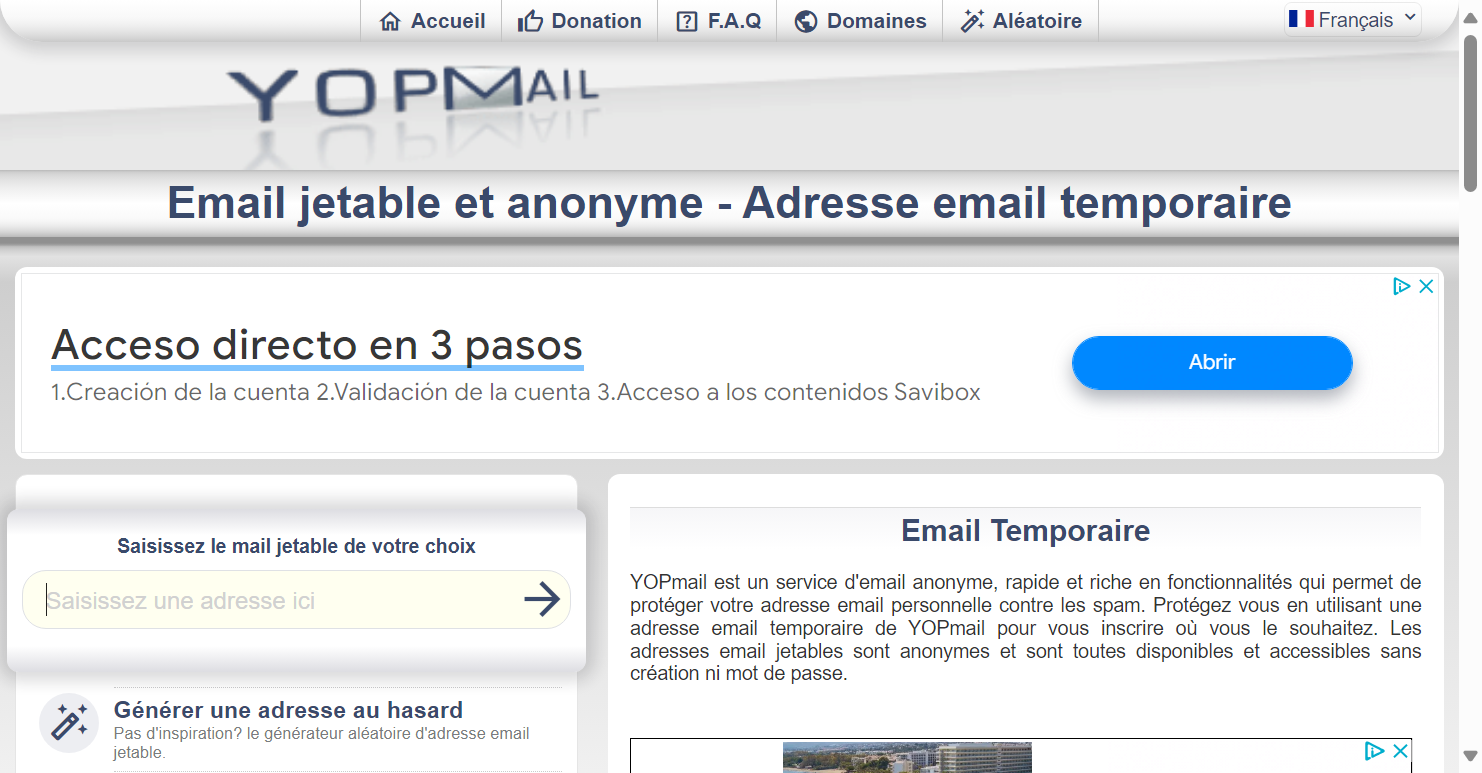 Accueil
Donation
F.A.Q
Domaines
Aléatoire
Français
YOPMAIL
Email jetable et anonyme - Adresse email temporaire
Acceso directo en 3 pasos
1.Creación de la cuenta 2.Validación de la cuenta 3.Acceso a los contenidos Savibox
Abrir
Saisissez le mail jetable de votre choix
Saisissez une adresse ici
Générer une adresse au hasard
Pas d'inspiration? le générateur aléatoire d'adresse email
jetable.
Email Temporaire
YOPmail est un service d'email anonyme, rapide et riche en fonctionnalités qui permet de
protéger votre adresse email personnelle contre les spam. Protégez vous en utilisant une
adresse email temporaire de YOPmail pour vous inscrire où vous le souhaitez. Les
adresses email jetables sont anonymes et sont toutes disponibles et accessibles sans
création ni mot de passe.